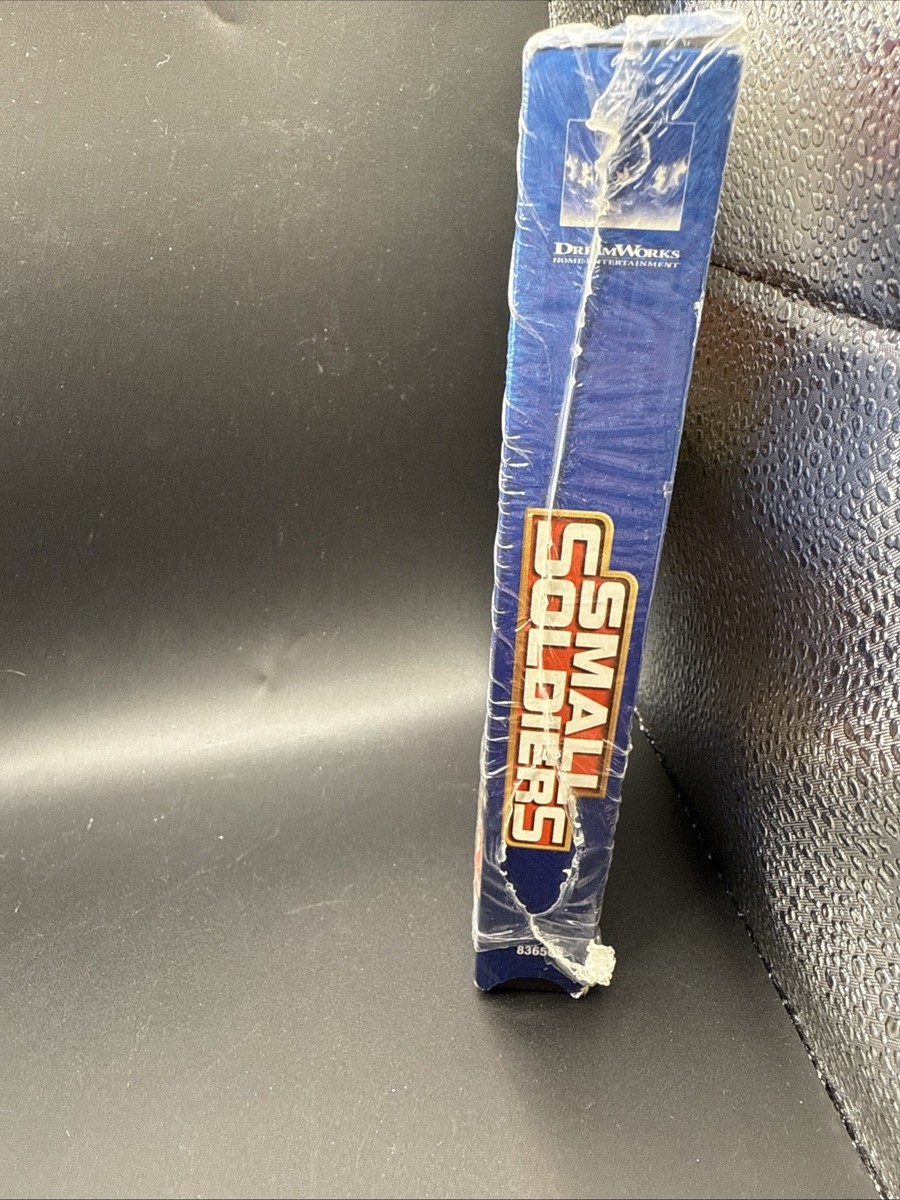 DREAMWORKS
HOME ENTERTAINMENT
SMALL
SOLDIERS